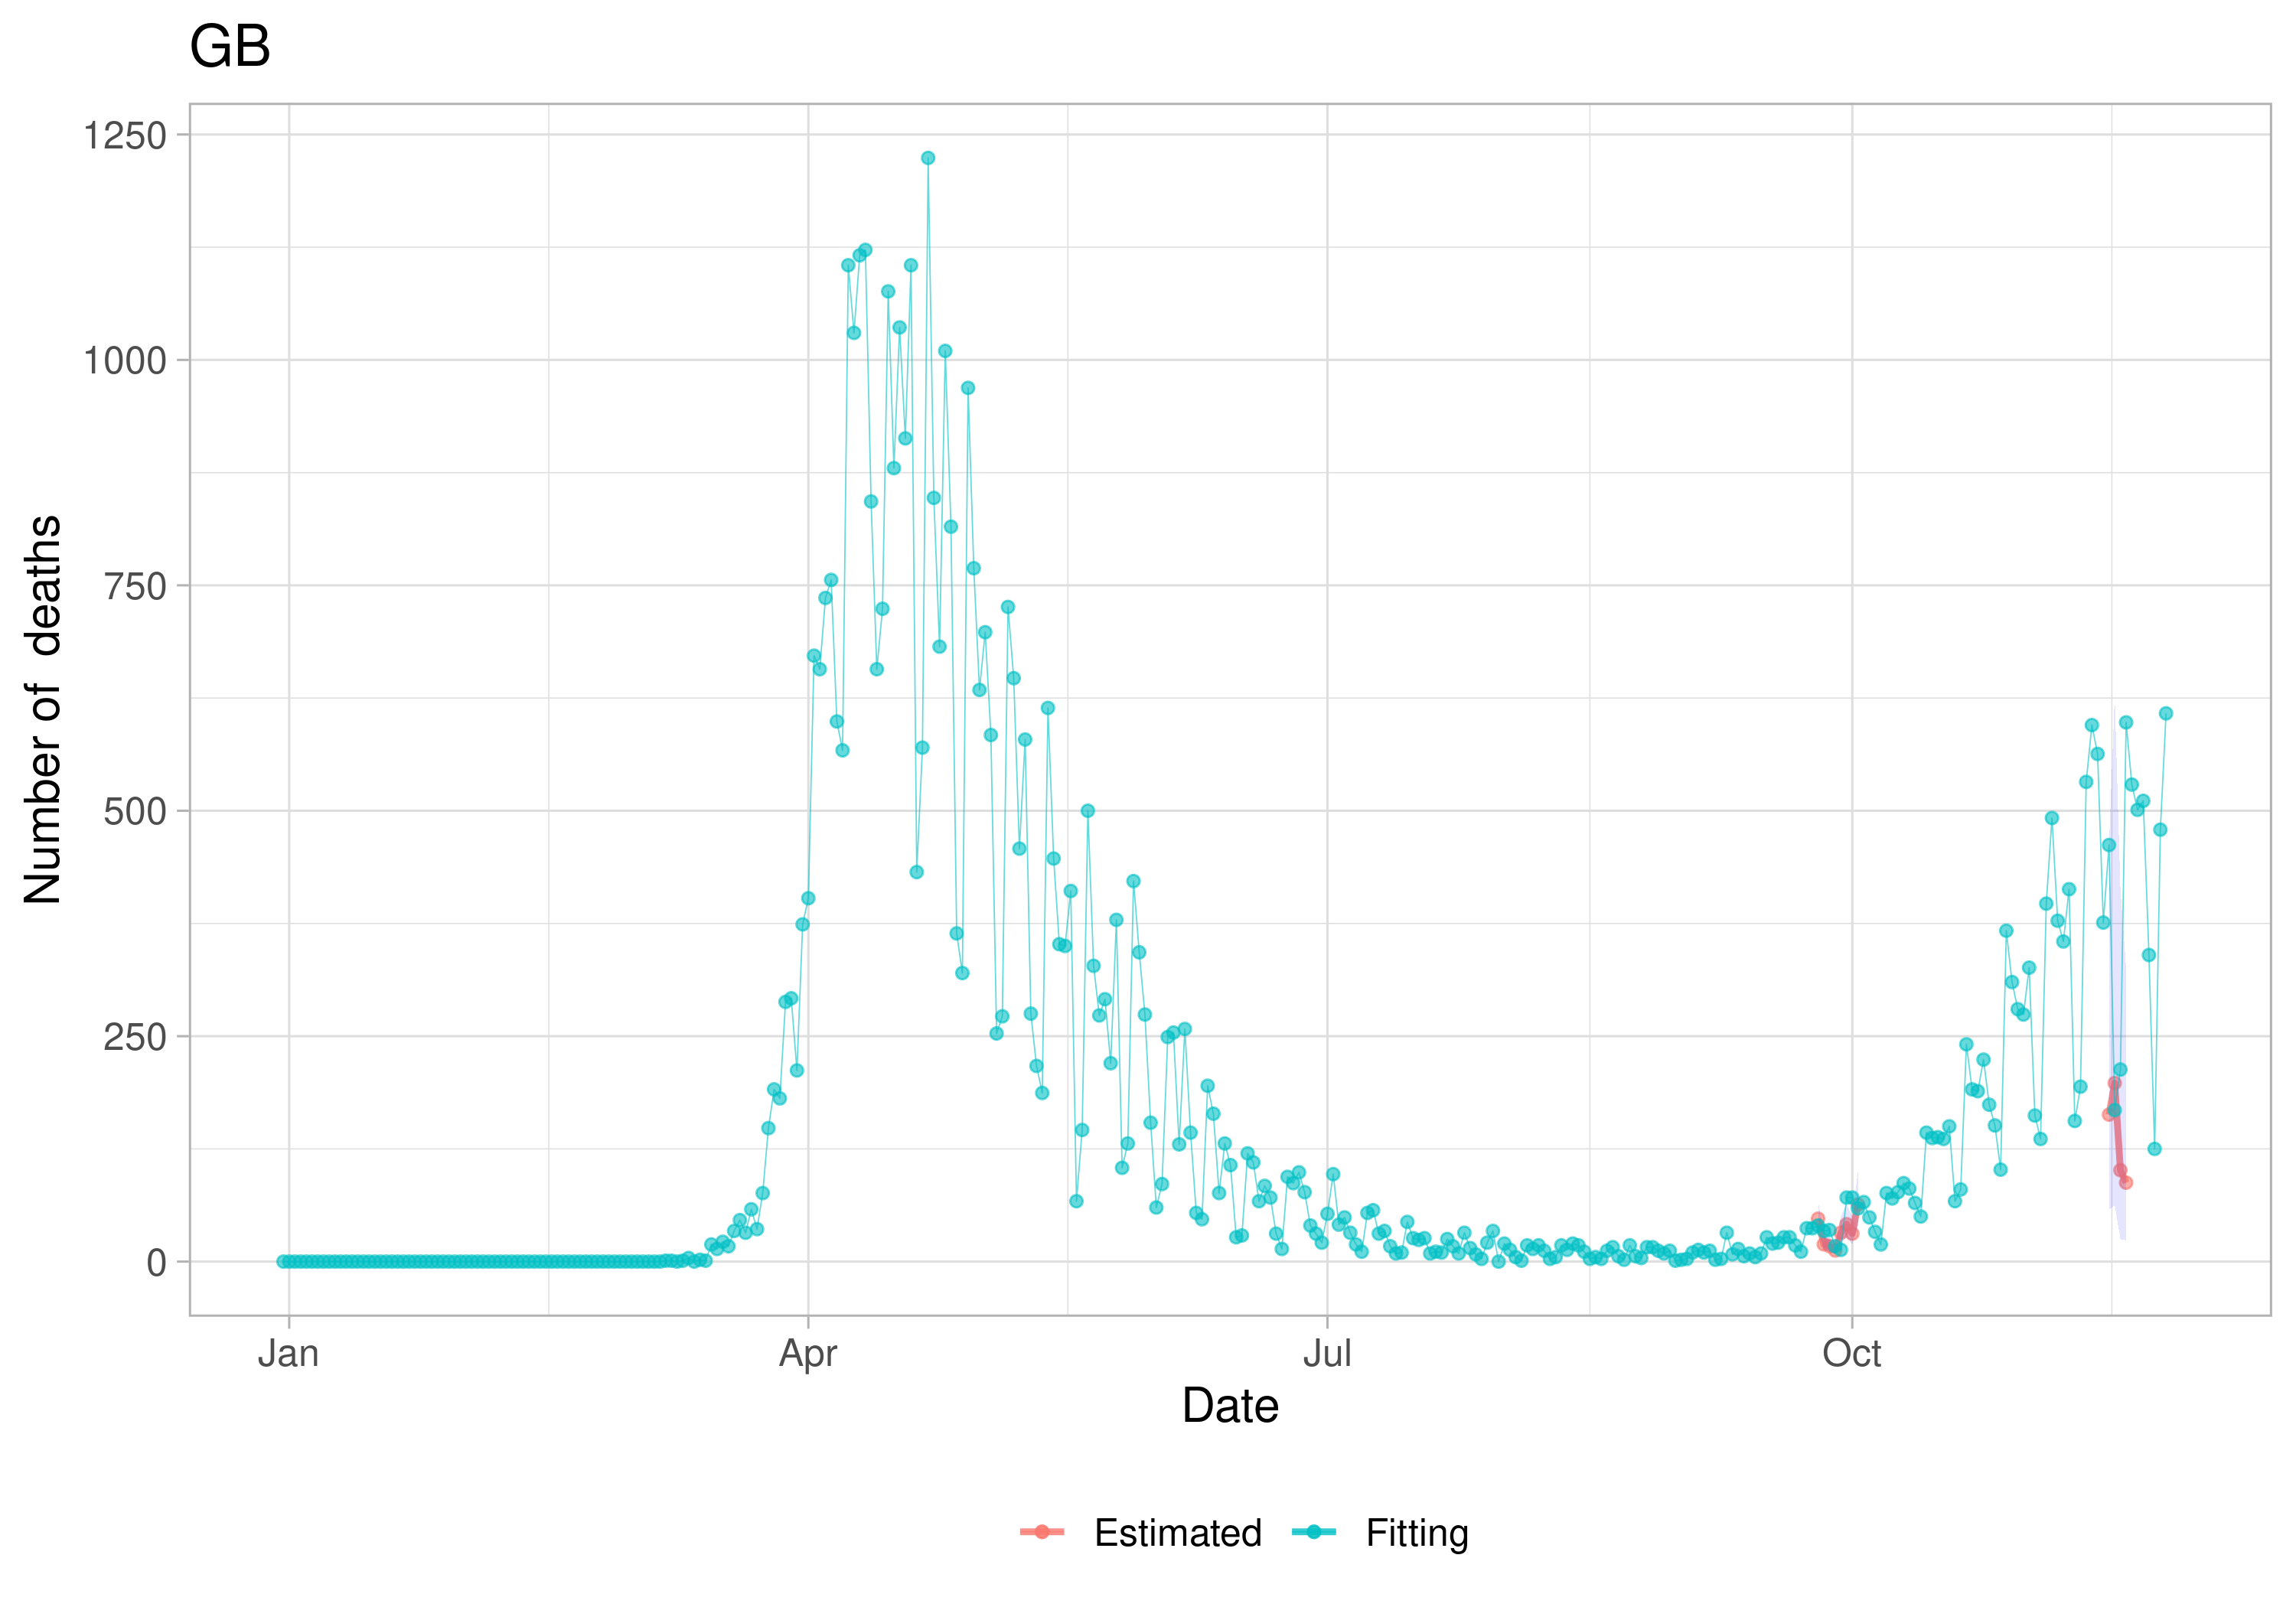 GB
1250
1000
750
500
250
0
Number of deaths
Jan Apr Jul Oct
Date
Estimated Fitting